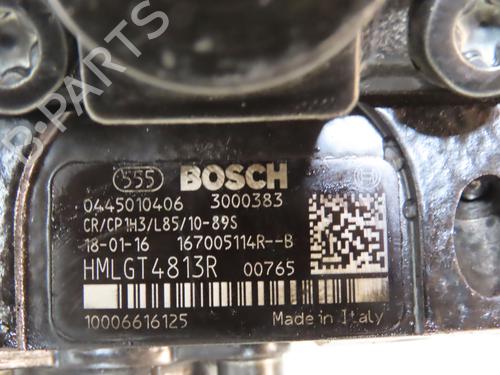 B-PARTS
555 BOSCH
0445010406 3000383
CR/CP1H3/L85/10-89S
18-01-16 167005114R--B
HMLGT4813R 00765
10006616125 Made in Italy